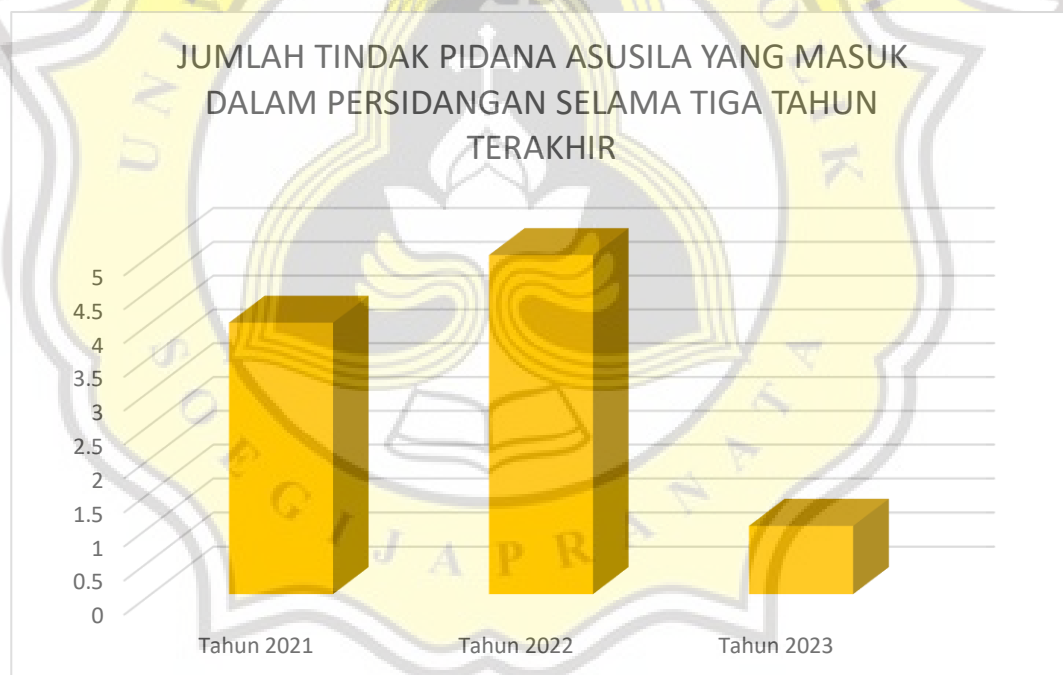 JUMLAH TINDAK PIDANA ASUSILA YANG MASUK
DALAM PERSIDANGAN SELAMA TIGA TAHUN
TERAKHIR
5
4.5
4
3.5
3
2.5
2
1.5
1
0.5
0
Tahun 2021
Tahun 2022
Tahun 2023
SOEGIJAPRANATA